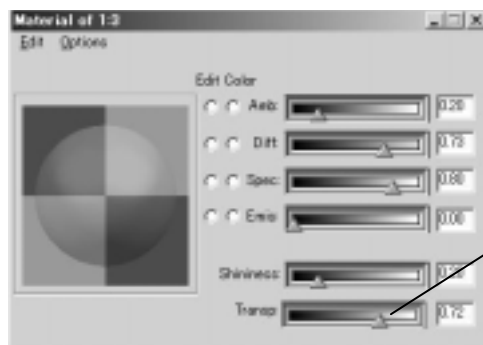 Material of 1:3
Edit Options
Edit Color
Amb: 0.20
Diff: 0.73
Spec: 0.80
Emis: 0.00
Shininess:
Transp: 0.72